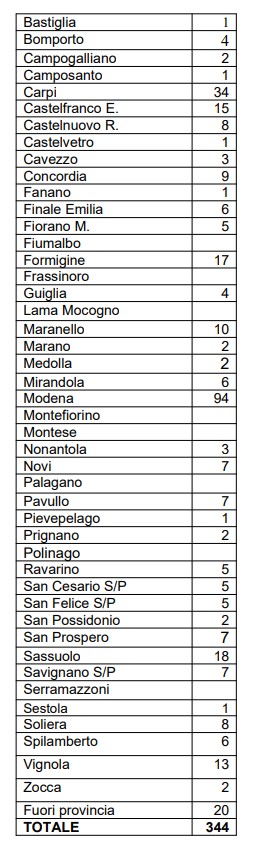 Bastiglia 1
Bomporto 4
Campogalliano 2
Camposanto 1
Carpi 34
Castelfranco E. 15
Castelnuovo R. 8
Castelvetro 1
Cavezzo 3
Concordia 9
Fanano 1
Finale Emilia 6
Fiorano M. 5
Fiumalbo
Formigine 17
Frassinoro
Guiglia 4
Lama Mocogno
Maranello 10
Marano 2
Medolla 2
Mirandola 6
Modena 94
Montefiorino
Montese
Nonantola 3
Novi 7
Palagano
Pavullo 7
Pievepelago 1
Prignano 2
Polinago
Ravarino 5
San Cesario S/P 5
San Felice S/P 5
San Possidonio 2
San Prospero 7
Sassuolo 18
Savignano S/P 7
Serramazzoni
Sestola 1
Soliera 8
Spilamberto 6
Vignola 13
Zocca 2
Fuori provincia 20
TOTALE 344